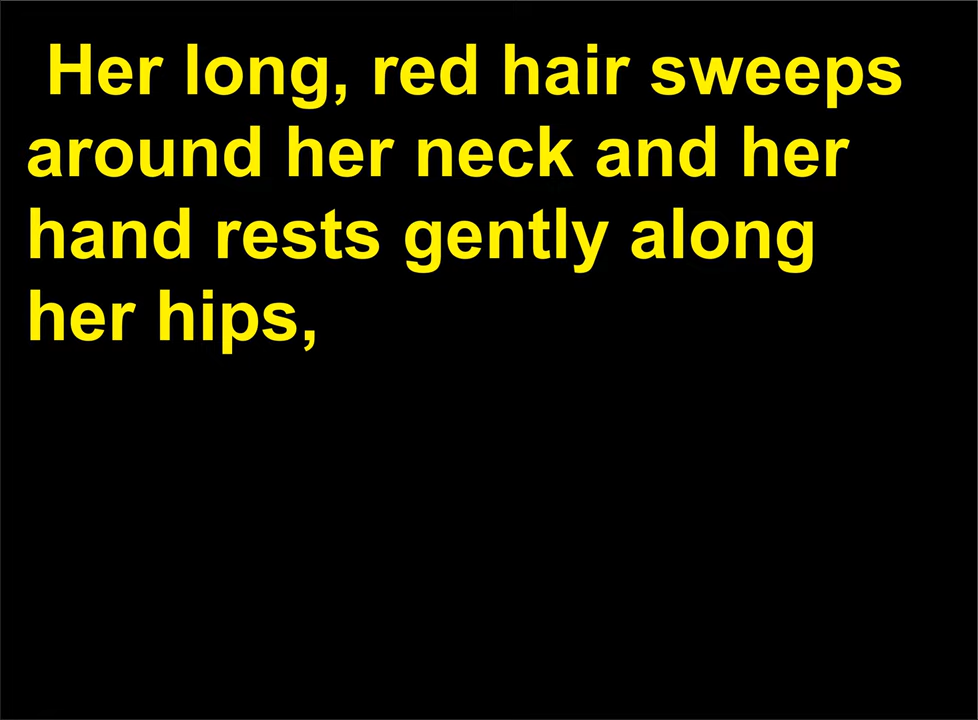 Her long, red hair sweeps
around her neck and her
hand rests gently along
her hips,